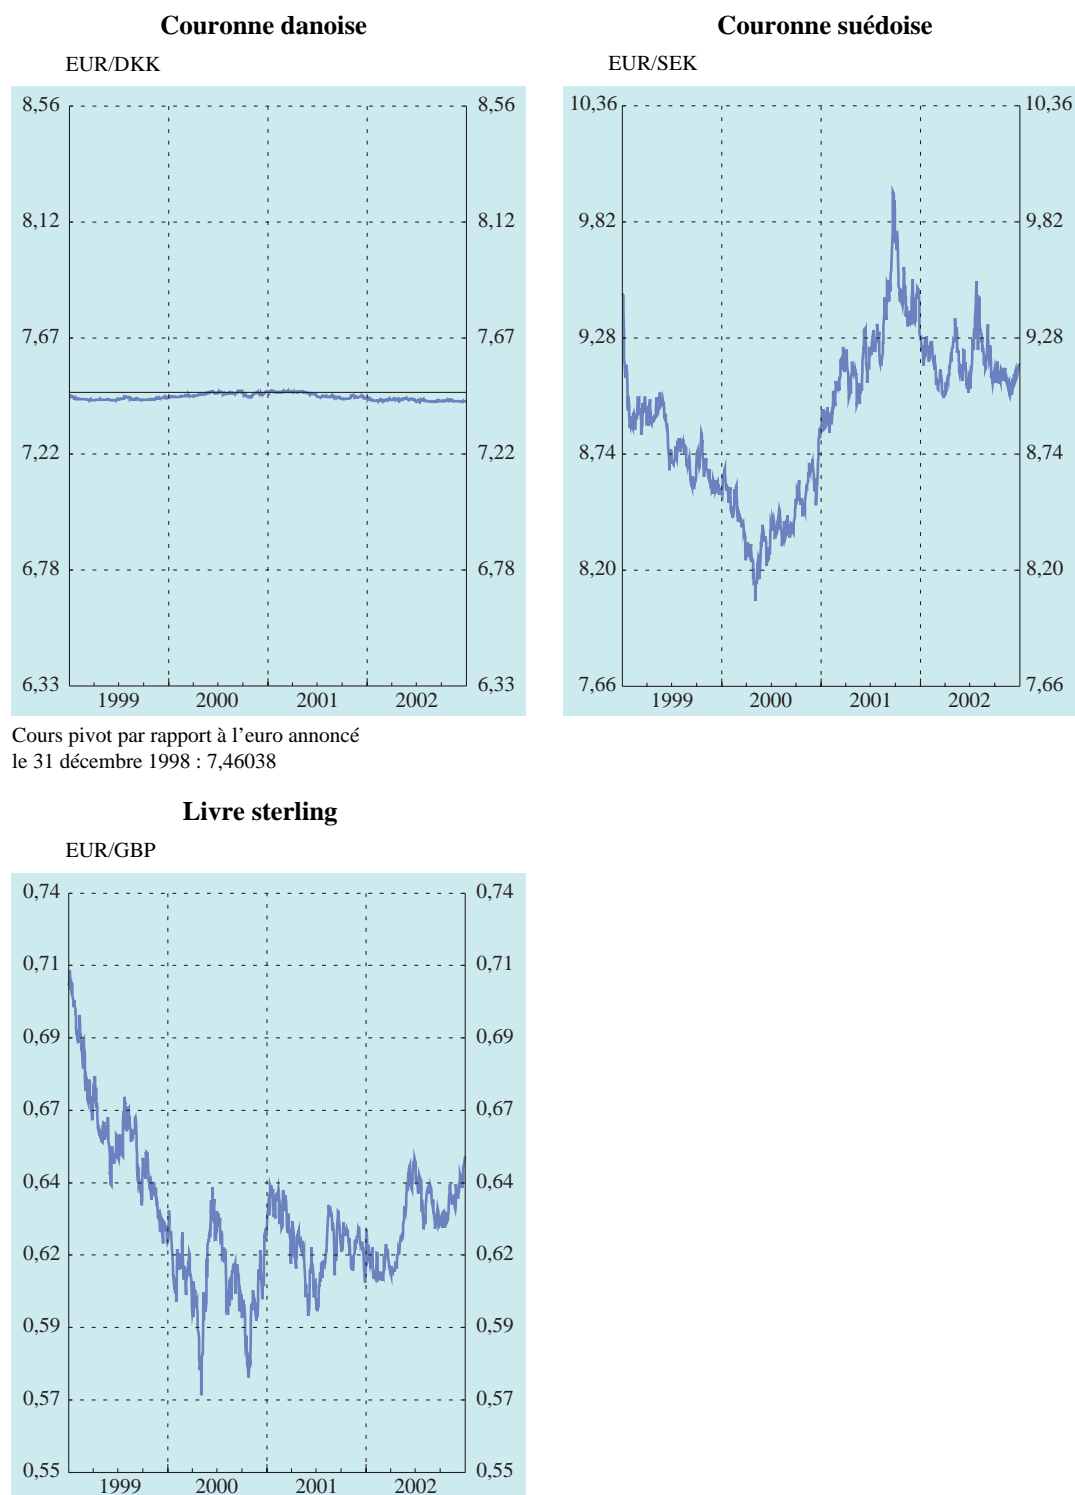 Couronne danoise
EUR/DKK
8,56 8,56
8,12 8,12
7,67 7,67
7,22 7,22
6,78 6,78
6,33 6,33
1999 2000 2001 2002
Cours pivot par rapport à l’euro annoncé
le 31 décembre 1998 : 7,46038
Couronne suédoise
EUR/SEK
10,36 10,36
9,82 9,82
9,28 9,28
8,74 8,74
8,20 8,20
7,66 7,66
1999 2000 2001 2002
Livre sterling
EUR/GBP
0,74 0,74
0,71 0,71
0,69 0,69
0,67 0,67
0,64 0,64
0,62 0,62
0,59 0,59
0,57 0,57
0,55 0,55
1999 2000 2001 2002